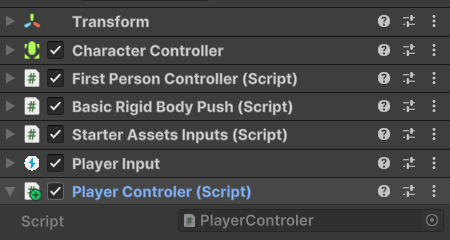 Transform
Character Controller
First Person Controller (Script)
Basic Rigid Body Push (Script)
Starter Assets Inputs (Script)
Player Input
Player Controler (Script)
Script PlayerControler